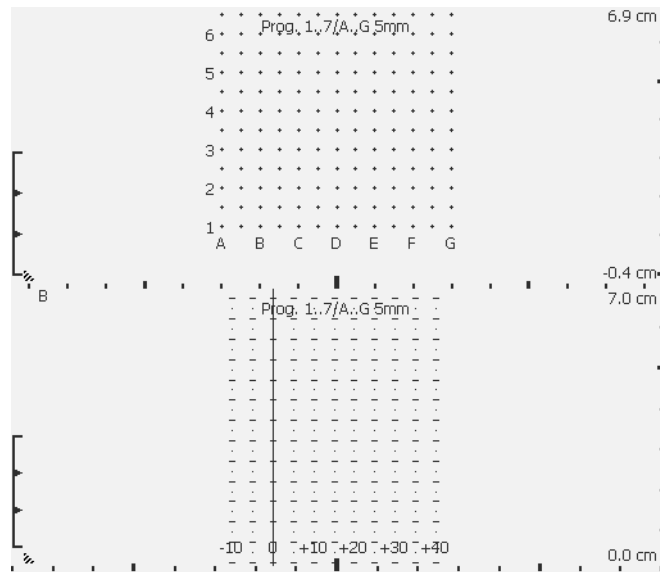 6.9 cm
Prog. 1..7/A..G 5mm
6
5
4
3
2
1
A B C D E F G
-0.4 cm
B
7.0 cm
Prog. 1..7/A..G 5mm
-10 0 +10 +20 +30 +40
0.0 cm